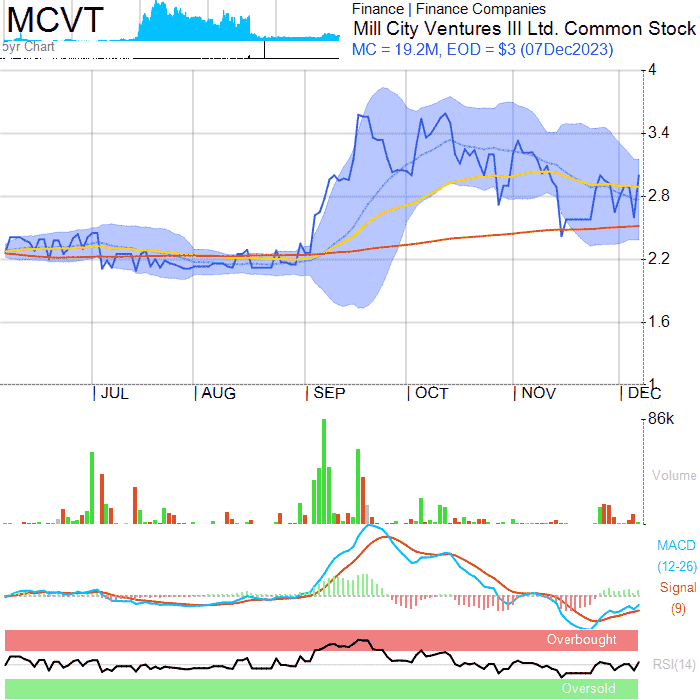 MCVT
5yr Chart
Finance | Finance Companies
Mill City Ventures III Ltd. Common Stock
MC = 19.2M, EOD = $3 (07Dec2023)
4
3.4
2.8
2.2
1.6
1
JUL AUG SEP OCT NOV DEC
86k
Volume
MACD
(12-26)
Signal
(9)
Overbought
RSI(14)
Oversold